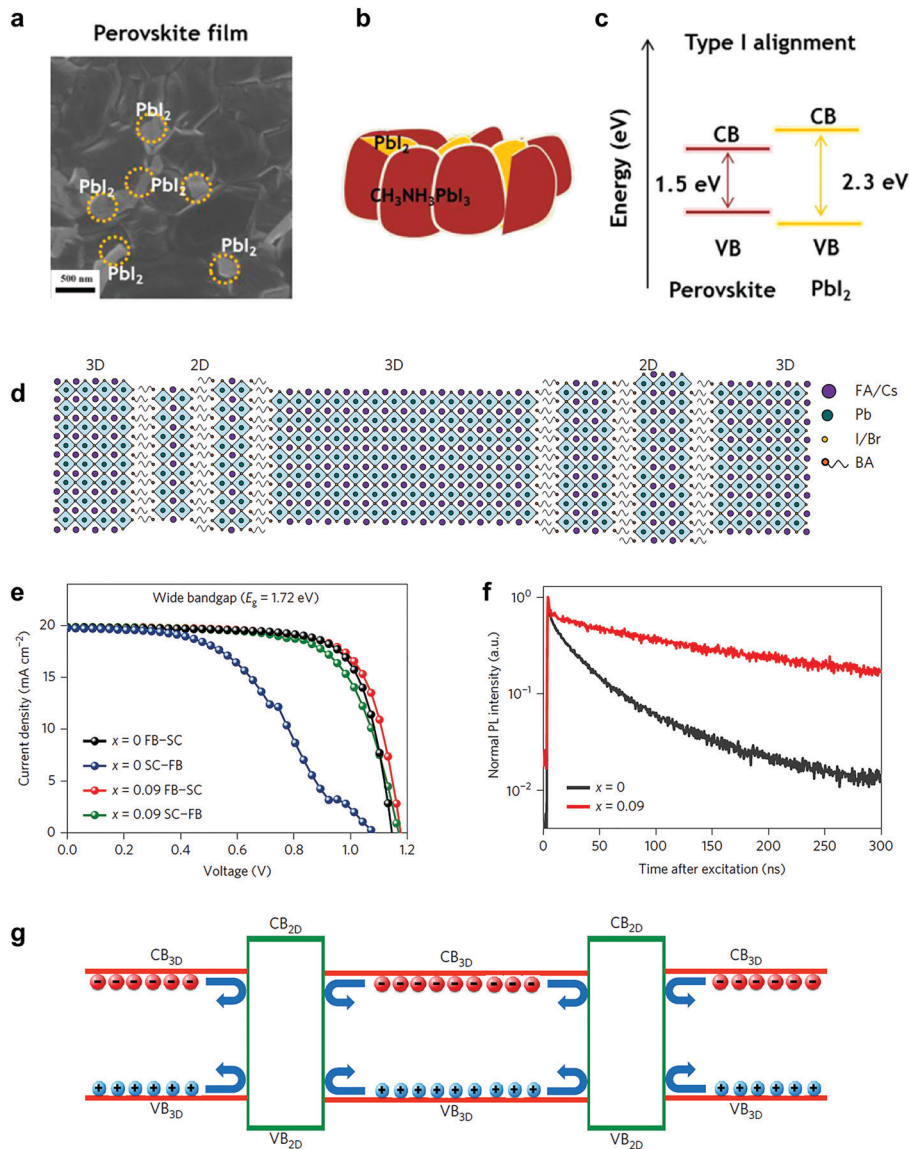 a
Perovskite film
PbI₂
PbI₂
PbI₂
PbI₂
PbI₂
500 nm
b
PbI₂
CH₃NH₃PbI₃
c
Type I alignment
Energy (eV)
CB
CB
1.5 eV
2.3 eV
VB
VB
Perovskite
PbI₂
d
3D
2D
3D
2D
3D
FA/Cs
Pb
I/Br
BA
e
Wide bandgap (E_g = 1.72 eV)
Current density (mA cm⁻²)
20
15
10
5
0
x = 0 FB–SC
x = 0 SC–FB
x = 0.09 FB–SC
x = 0.09 SC–FB
0.0 0.2 0.4 0.6 0.8 1.0 1.2
Voltage (V)
f
Normal PL intensity (a.u.)
10⁰
10⁻¹
10⁻²
x = 0
x = 0.09
0 50 100 150 200 250 300
Time after excitation (ns)
g
CB₂D
CB₂D
CB₃D
CB₃D
CB₃D
VB₃D
VB₃D
VB₃D
VB₂D
VB₂D